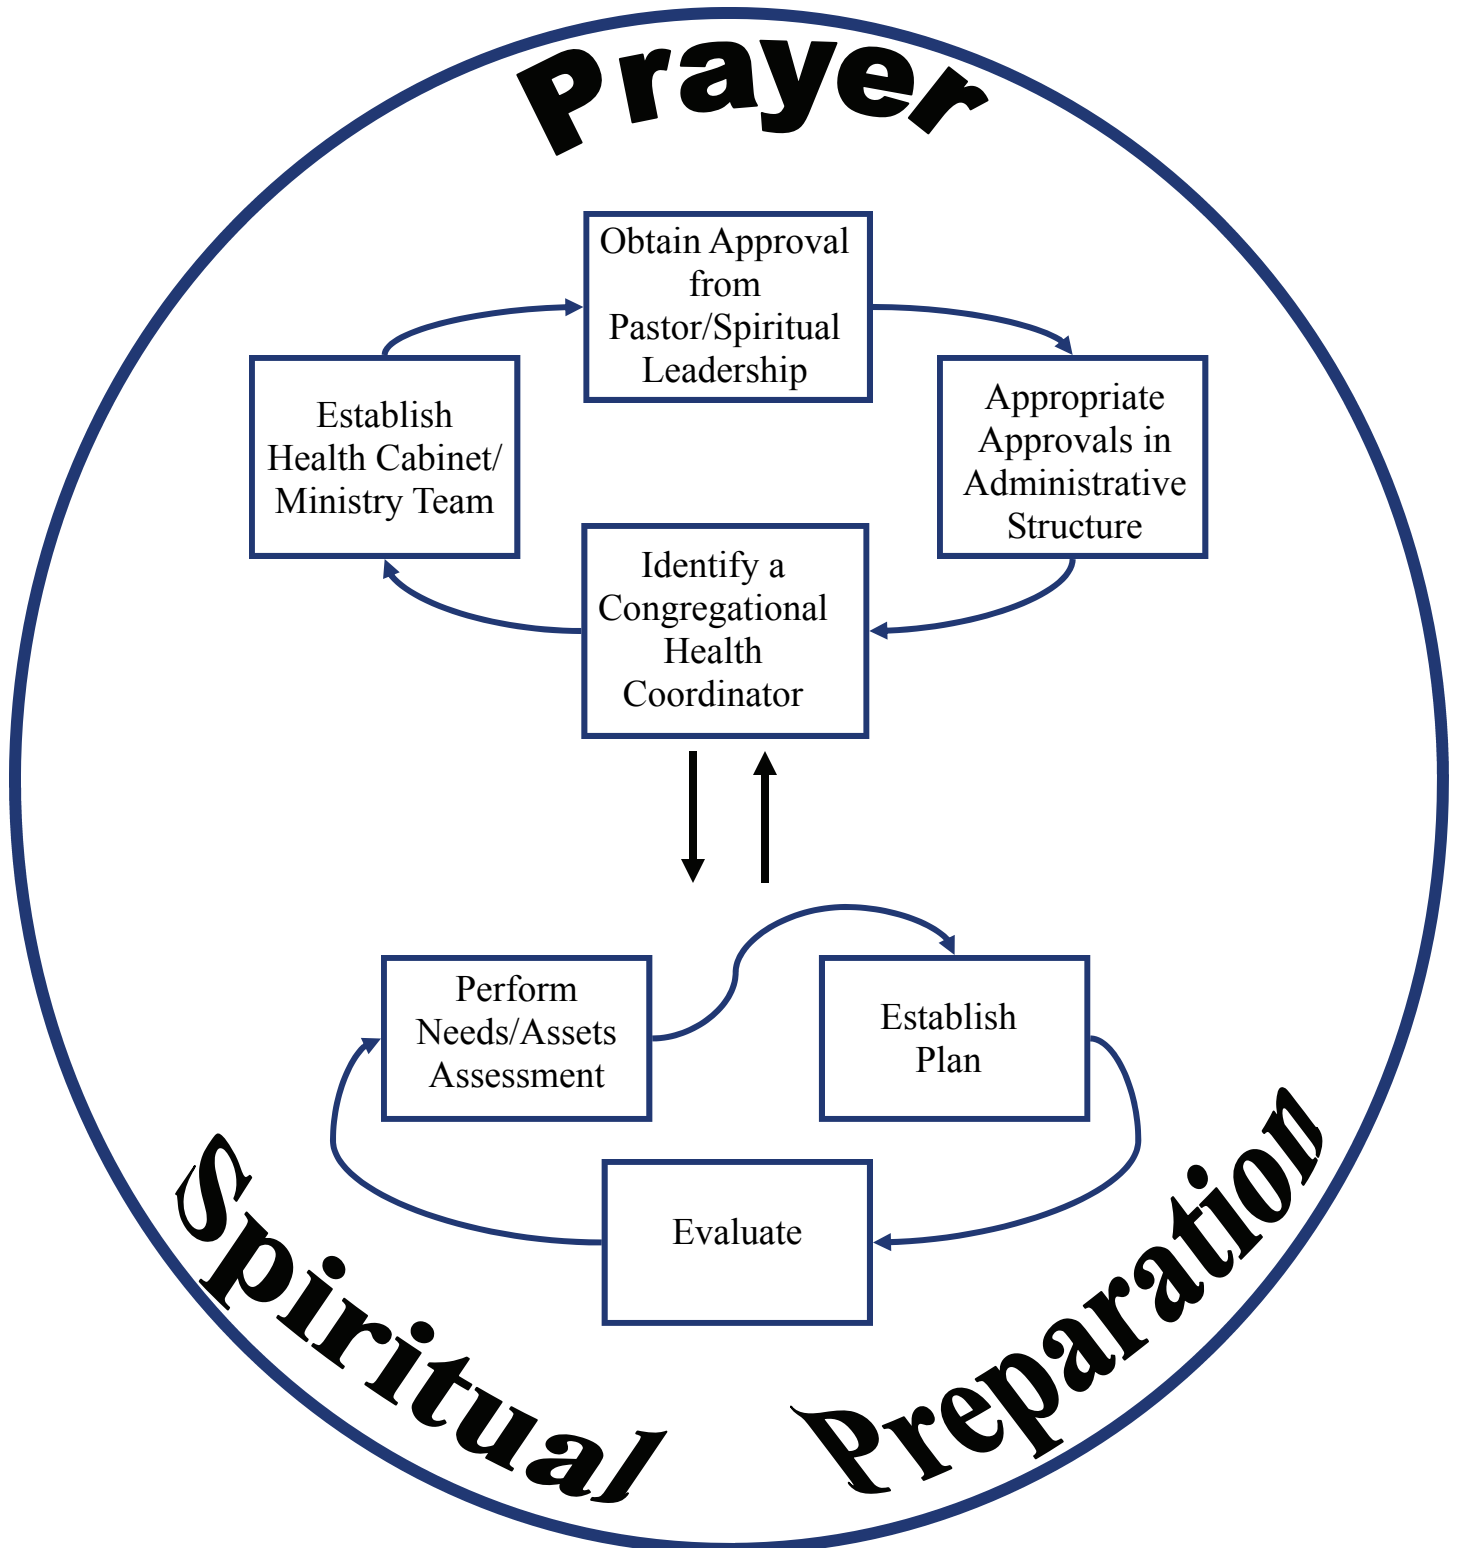 Prayer
Obtain Approval
from
Pastor/Spiritual
Leadership
Appropriate
Approvals in
Administrative
Structure
Establish
Health Cabinet/
Ministry Team
Identify a
Congregational
Health
Coordinator
Perform
Needs/Assets
Assessment
Establish
Plan
Evaluate
Spiritual
Preparation